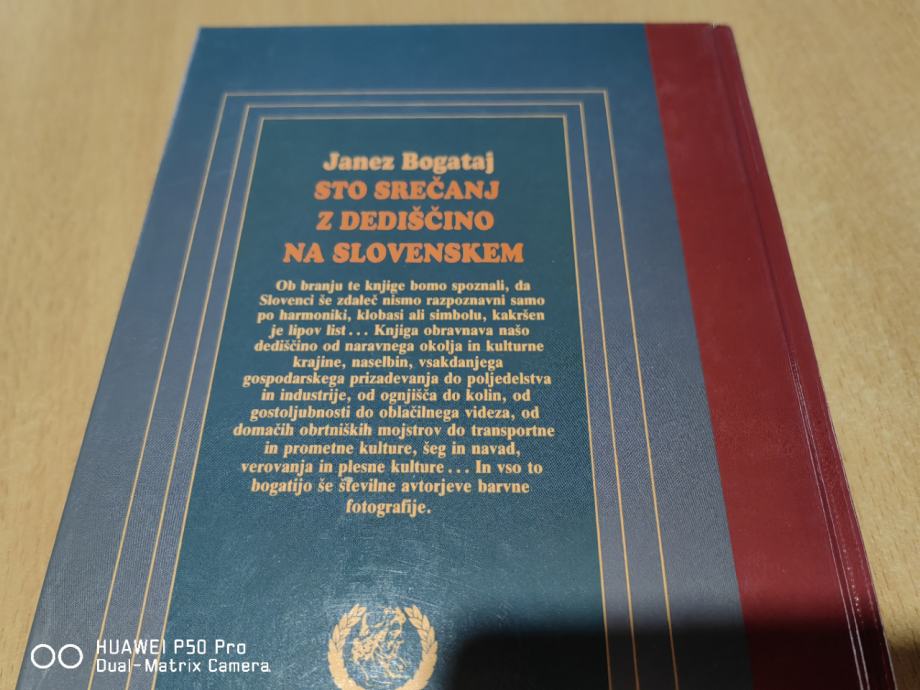 Janez Bogataj
STO SREČANJ
Z DEDIŠČINO
NA SLOVENSKEM
Ob branju te knjige bomo spoznali, da
Slovenci še zdaleč nismo razpoznavni samo
po harmoniki, klobasi ali simbolu, kakršen
je lipov list... Knjiga obravnava našo
dediščino od naravnega okolja in kulturne
krajine, naselbin, vsakdanjega
gospodarskega prizadevanja do poljedelstva
in industrije, od ognjišča do kolin, od
gostoljubnosti do oblačilnega videza, od
domačih obrtniških mojstrov do transportne
in prometne kulture, šeg in navad,
verovanja in plesne kulture... In vso to
bogatijo še številne avtorjeve barvne
fotografije.
HUAWEI P50 Pro
Dual-Matrix Camera